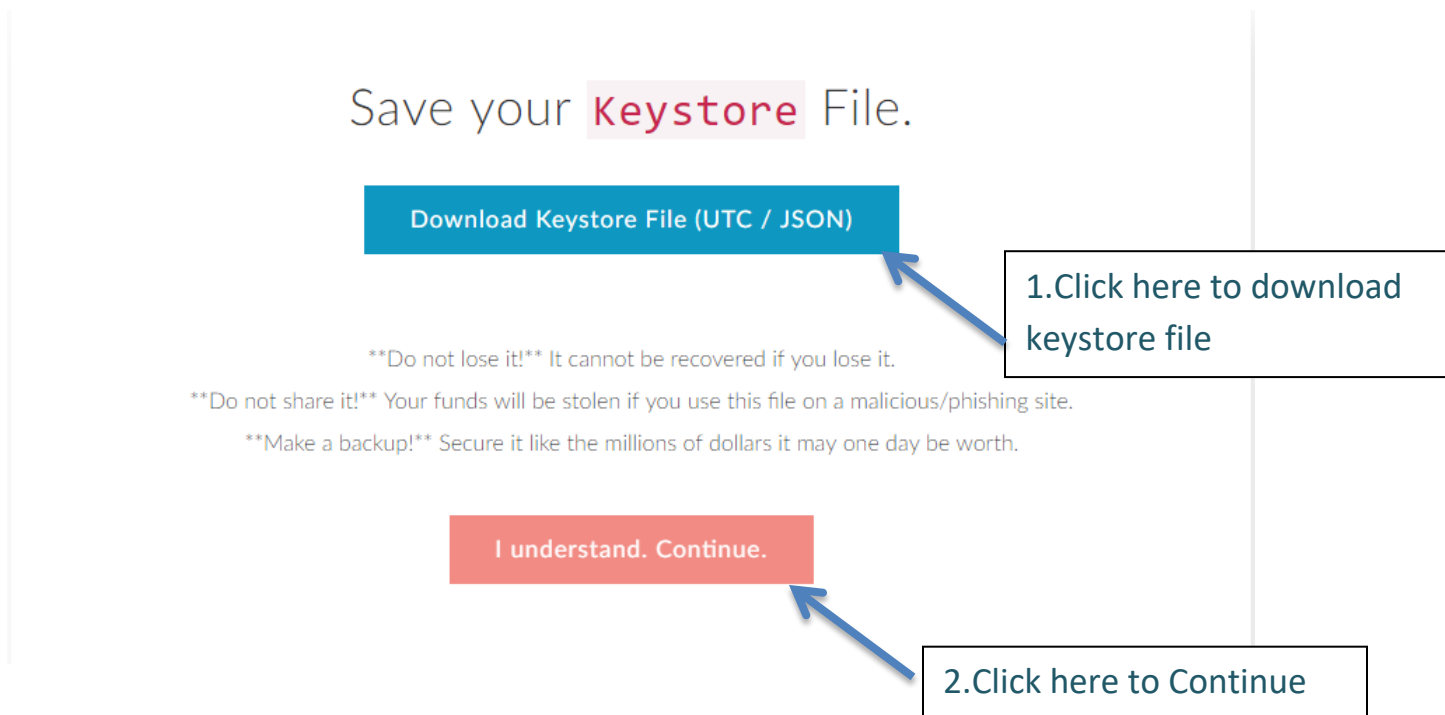 Save your Keystore File.
Download Keystore File (UTC / JSON)
1.Click here to download
keystore file
**Do not lose it!** It cannot be recovered if you lose it.
**Do not share it!** Your funds will be stolen if you use this file on a malicious/phishing site.
**Make a backup!** Secure it like the millions of dollars it may one day be worth.
I understand. Continue.
2.Click here to Continue